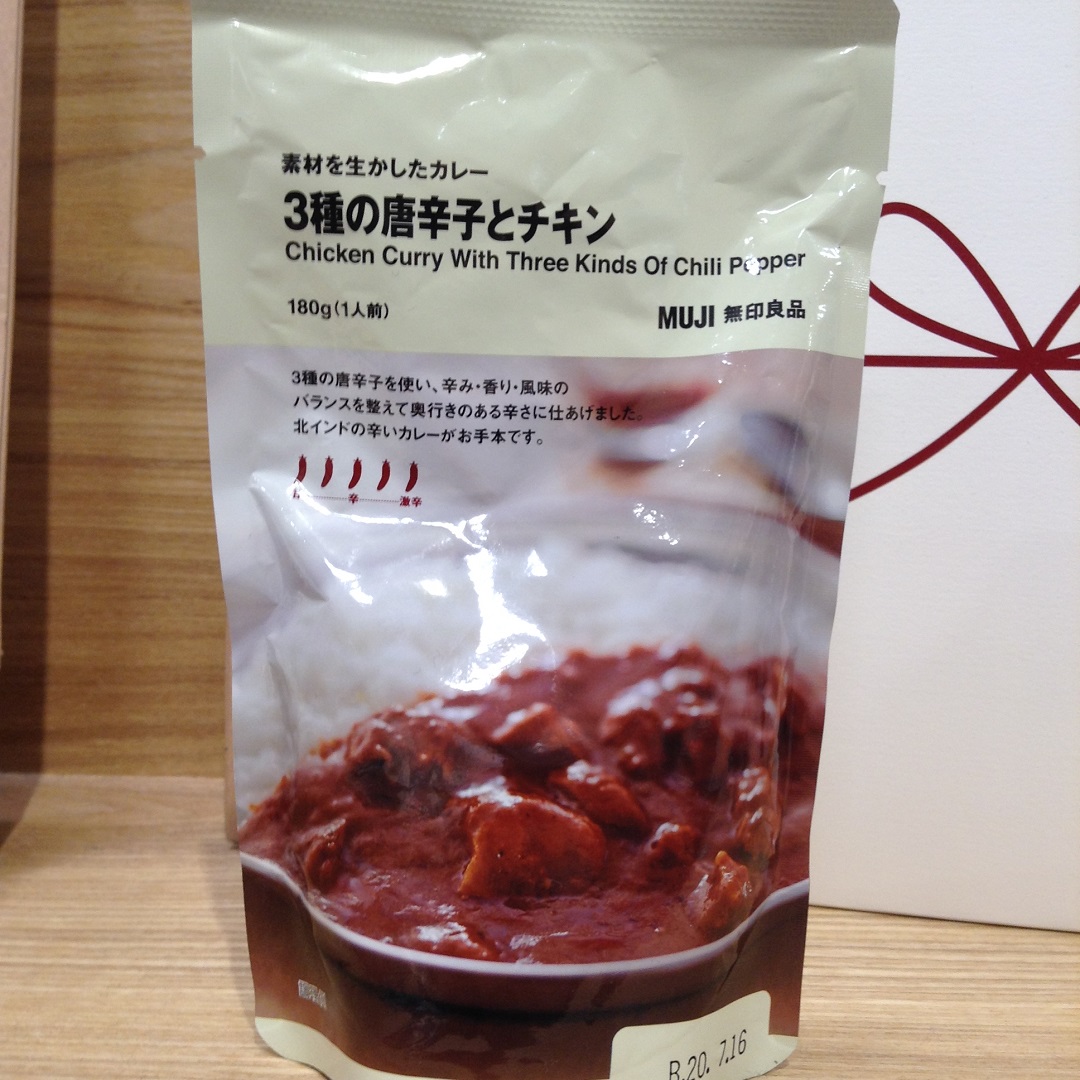 素材を生かしたカレー
3種の唐辛子とチキン
Chicken Curry With Three Kinds Of Chili Pepper
180g(1人前)
MUJI 無印良品
3種の唐辛子を使い、辛み・香り・風味の
バランスを整えて奥行きのある辛さに仕あげました。
北インドの辛いカレーがお手本です。
辛 激辛
B.20. 7.16